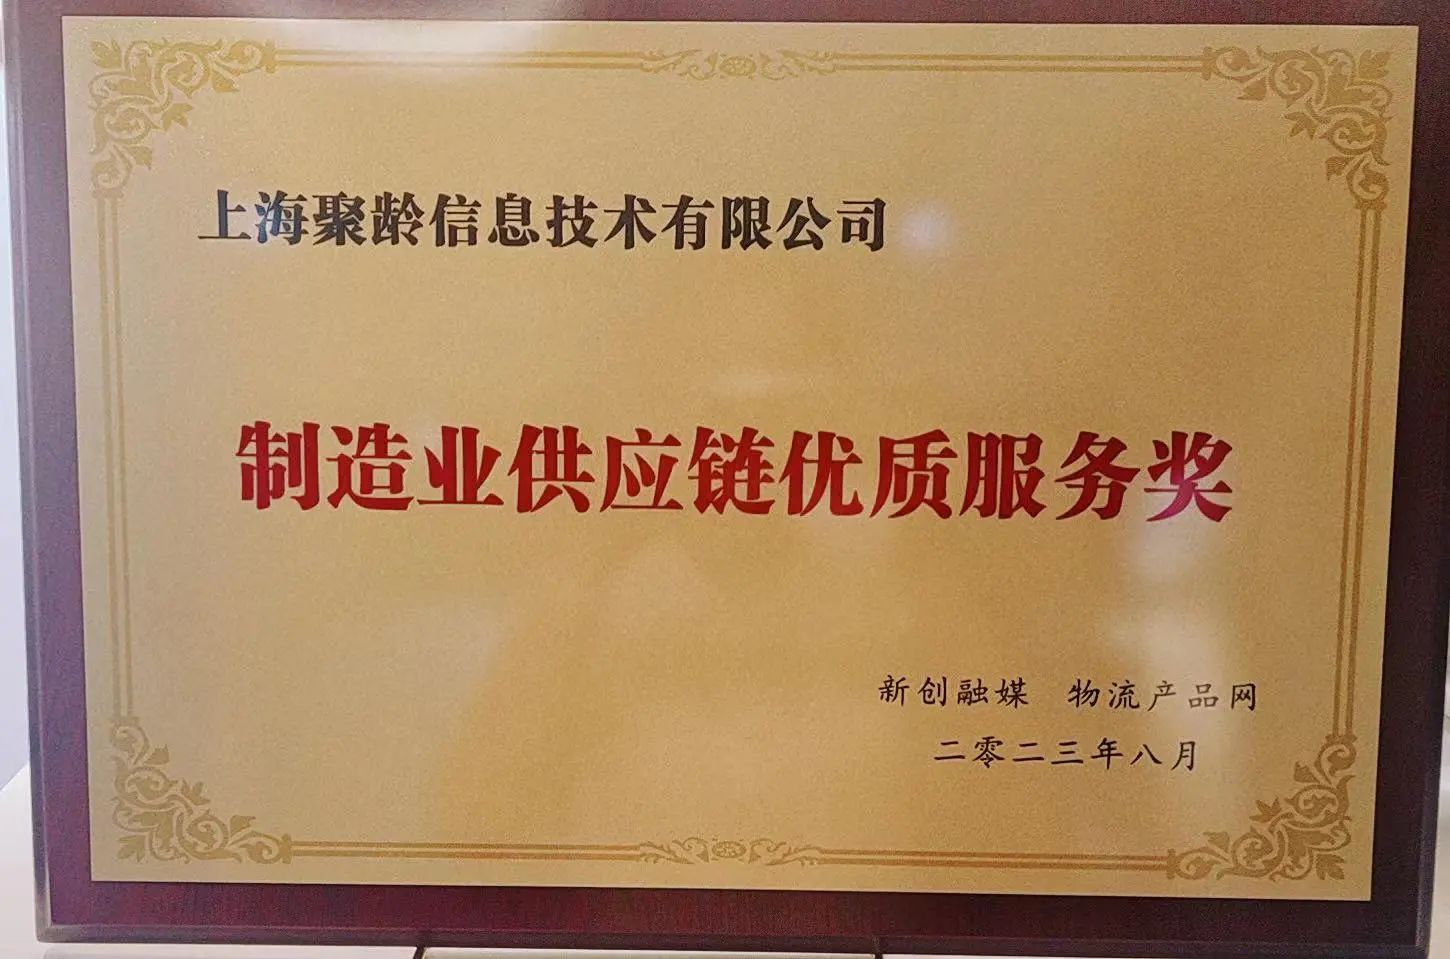 上海聚龄信息技术有限公司
制造业供应链优质服务奖
新创融媒 物流产品网
二零二三年八月